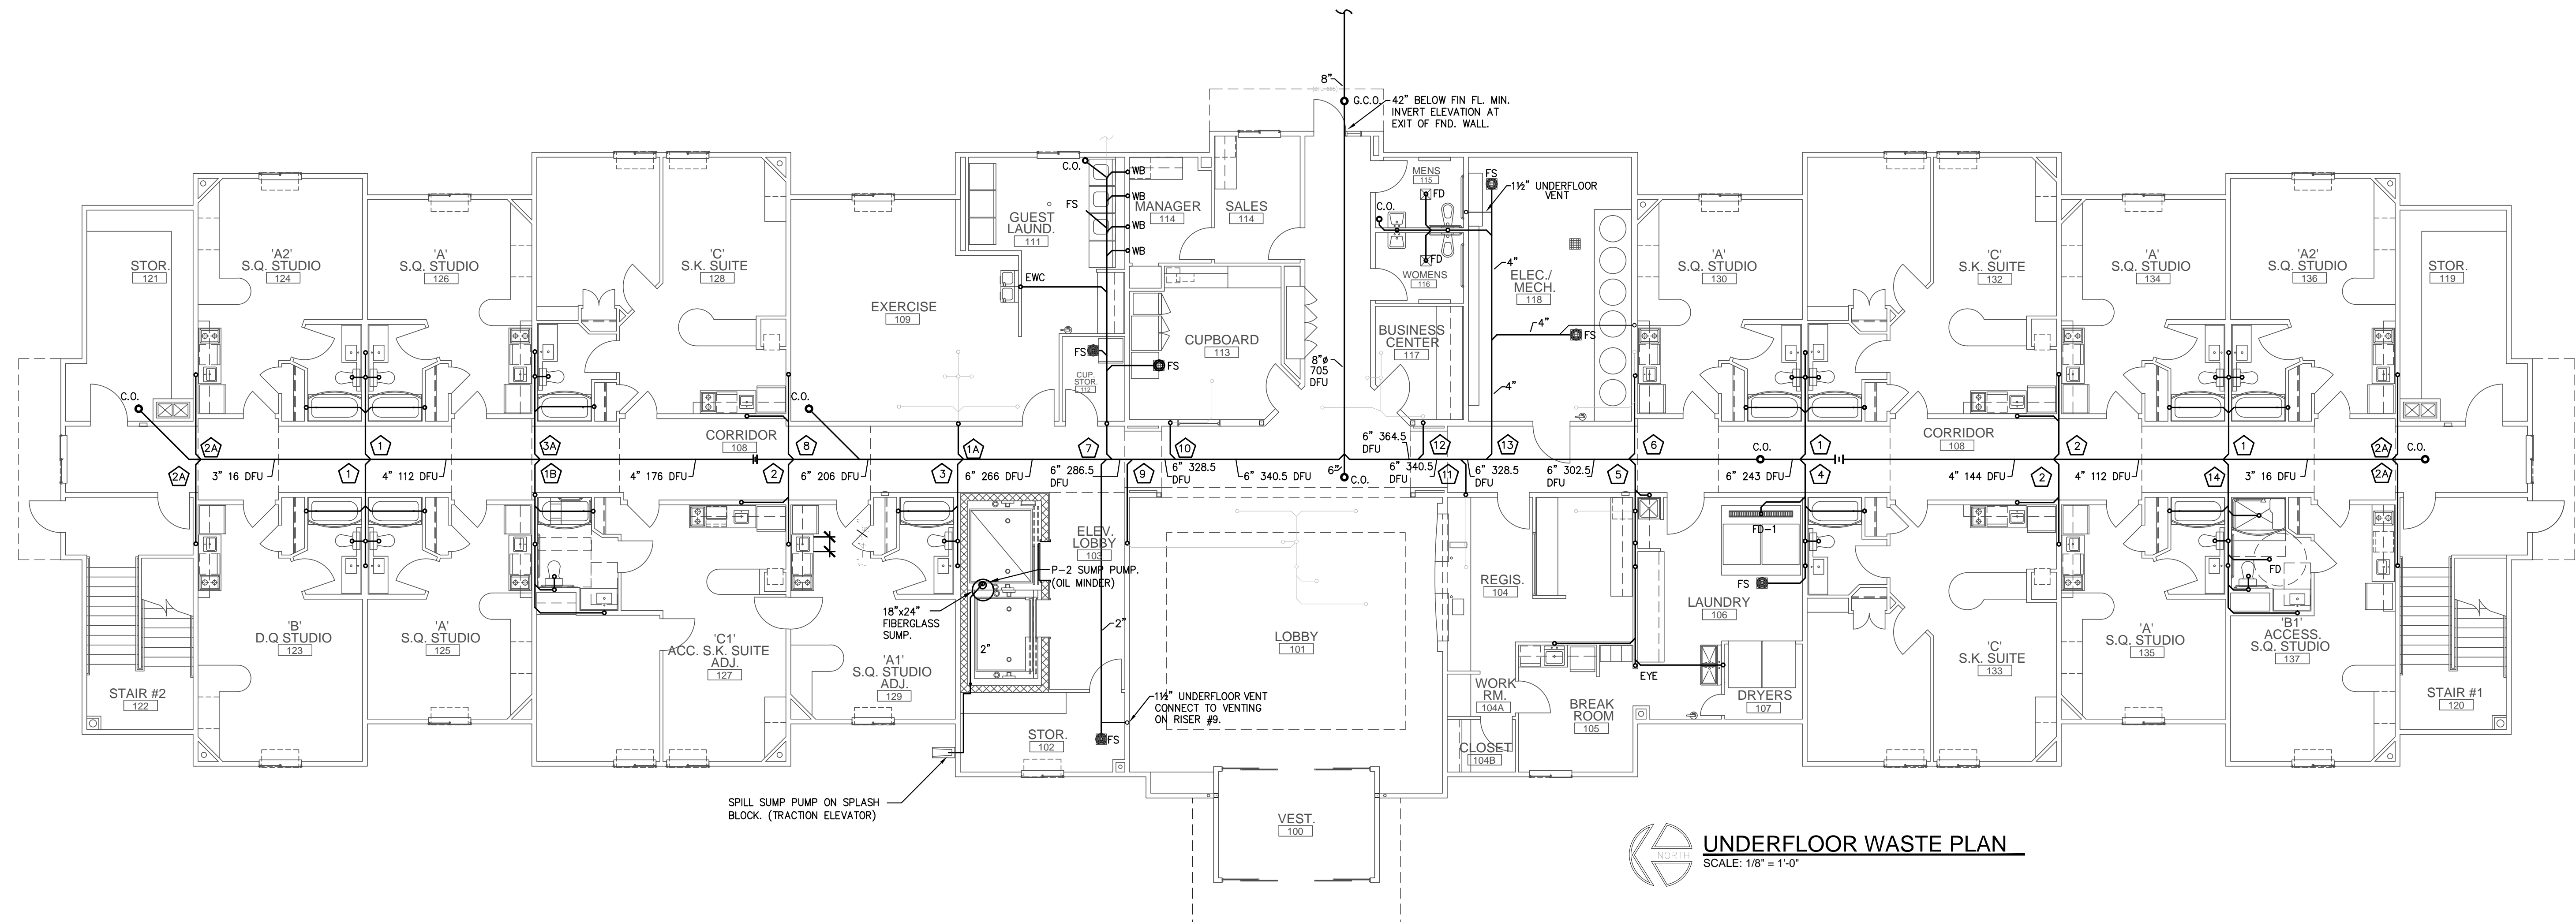 8"
G.C.O.
42" BELOW FIN FL. MIN.
INVERT ELEVATION AT
EXIT OF FND. WALL.
C.O.
FS
WB
WB
WB
WB
GUEST
LAUND.
111
MANAGER
114
SALES
114
MENS
115
FD
C.O.
FS
1½" UNDERFLOOR
VENT
FD
WOMENS
116
4"
ELEC./
MECH.
118
STOR.
121
'A2'
S.Q. STUDIO
124
'A'
S.Q. STUDIO
126
'C'
S.K. SUITE
128
EXERCISE
109
EWC
FS
CUP.
STOR.
112
CUPBOARD
113
FS
8"ø
705
DFU
BUSINESS
CENTER
117
4"
FS
4"
'A'
S.Q. STUDIO
130
'C'
S.K. SUITE
132
'A'
S.Q. STUDIO
134
'A2'
S.Q. STUDIO
136
STOR.
119
C.O.
C.O.
2A
1
3A
CORRIDOR
108
8
1A
7
10
6" 364.5
DFU
12
13
6
C.O.
1
CORRIDOR
108
2
1
2A
C.O.
2A
3" 16 DFU
1
4" 112 DFU
1B
4" 176 DFU
2
6" 206 DFU
3
6" 266 DFU
6" 286.5
DFU
9
6" 328.5
DFU
6" 340.5 DFU
6"
C.O.
6" 340.5
DFU
11
6" 328.5
DFU
6" 302.5
DFU
5
6" 243 DFU
4
4" 144 DFU
2
4" 112 DFU
14
3" 16 DFU
2A
ELEV.
LOBBY
103
P-2 SUMP PUMP.
(OIL MINDER)
18"x24"
FIBERGLASS
SUMP.
2"
2"
FD-1
FS
LAUNDRY
106
REGIS.
104
LOBBY
101
FD
'B'
D.Q STUDIO
123
'A'
S.Q. STUDIO
125
'C1'
ACC. S.K. SUITE
ADJ.
127
'A1'
S.Q. STUDIO
ADJ.
129
1½" UNDERFLOOR VENT
CONNECT TO VENTING
ON RISER #9.
STOR.
102
FS
WORK
RM.
104A
CLOSET
104B
BREAK
ROOM
105
EYE
DRYERS
107
'C'
S.K. SUITE
133
'A'
S.Q. STUDIO
135
'B1'
ACCESS.
S.Q. STUDIO
137
STAIR #2
122
STAIR #1
120
SPILL SUMP PUMP ON SPLASH
BLOCK. (TRACTION ELEVATOR)
VEST.
100
NORTH
UNDERFLOOR WASTE PLAN
SCALE: 1/8" = 1'-0"